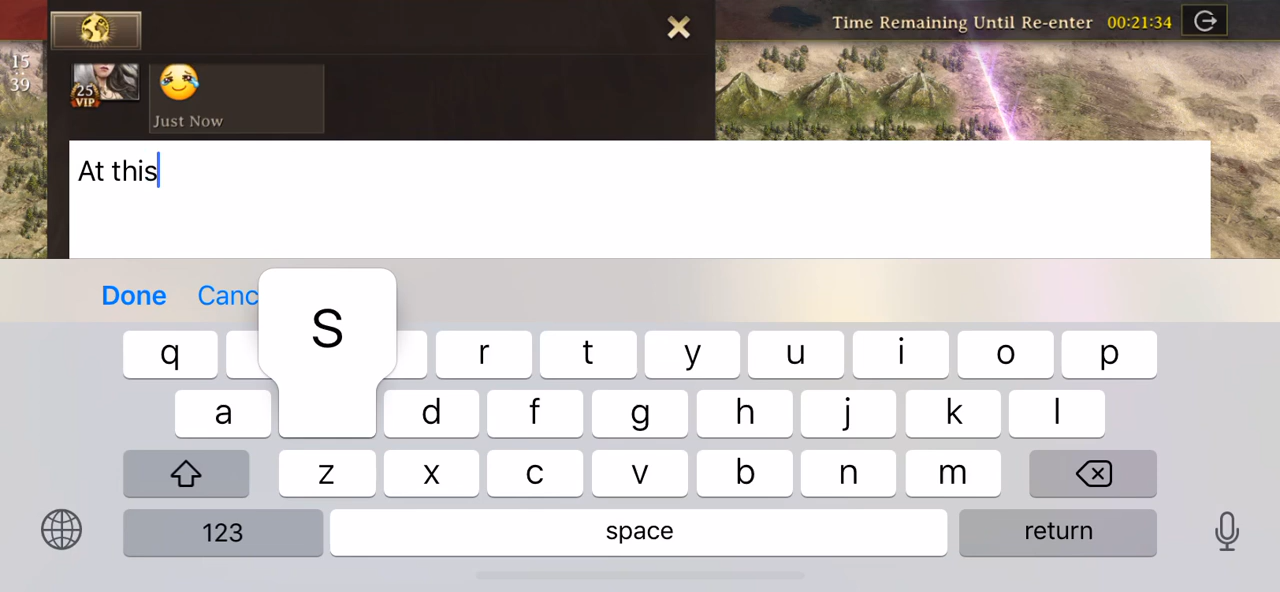 Time Remaining Until Re-enter 00:21:34
15
39
25
VIP
Just Now
At this
Done Canc
S
q r t y u i o p
a d f g h j k l
z x c v b n m
123 space return